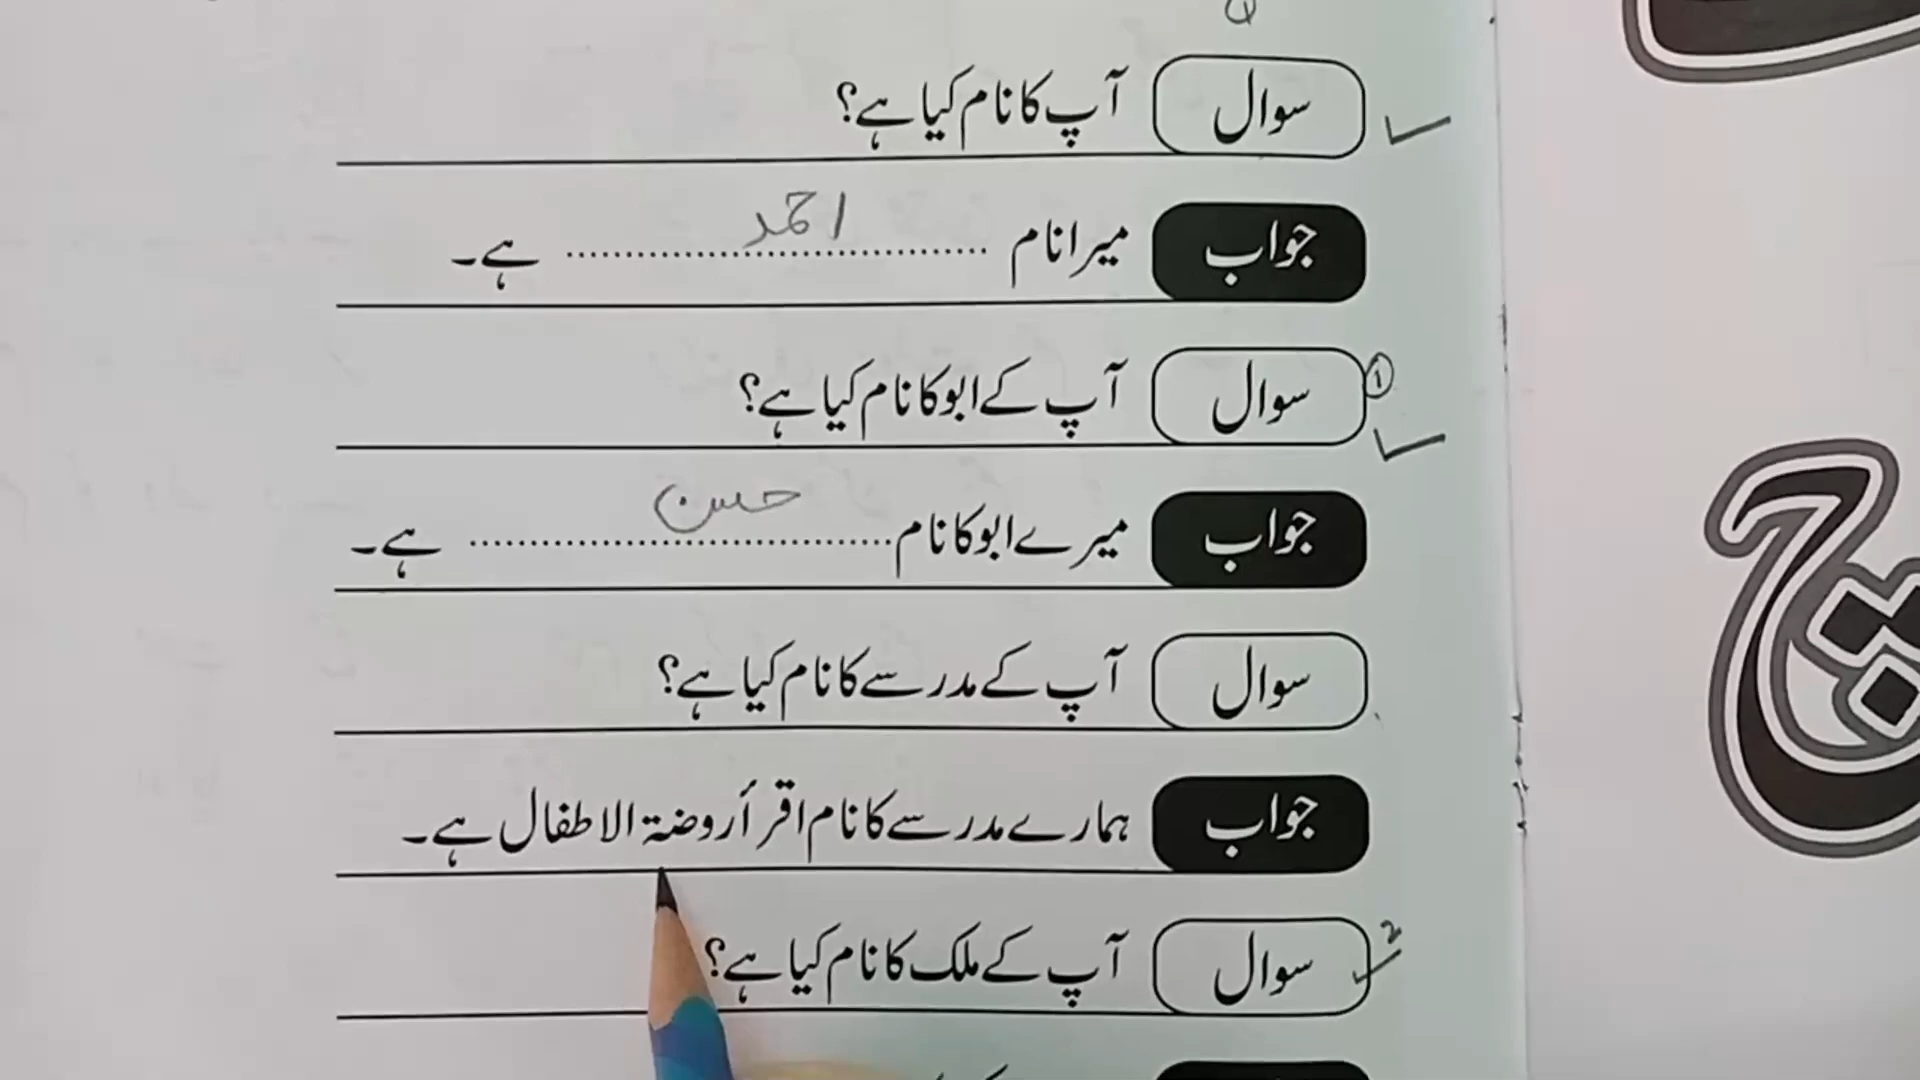 سوال آپ کا نام کیا ہے؟
جواب میرا نام احمد ہے۔
سوال آپ کے ابو کا نام کیا ہے؟ ①
جواب میرے ابو کا نام حسن ہے۔
سوال آپ کے مدرسے کا نام کیا ہے؟
جواب ہمارے مدرسے کا نام اقرأ روضۃ الاطفال ہے۔
سوال آپ کے ملک کا نام کیا ہے؟ 2
چ